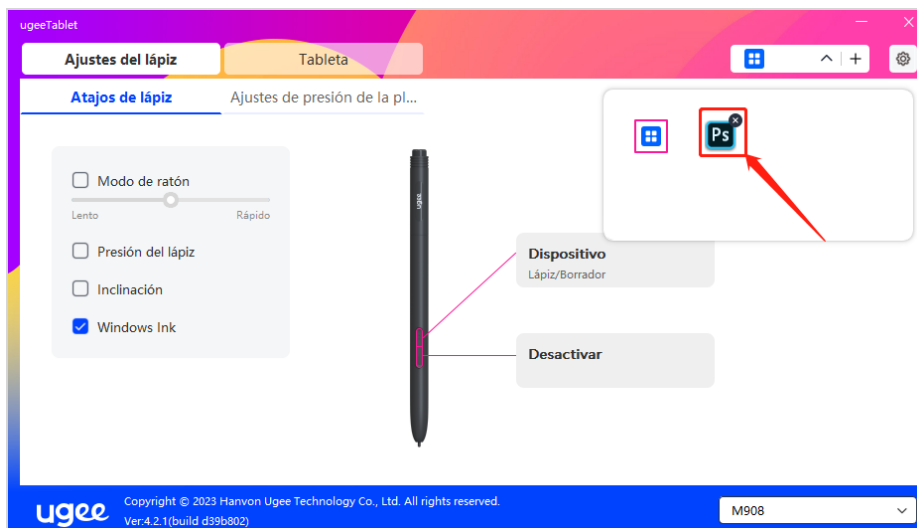 ugeeTablet
Ajustes del lápiz
Tableta
Atajos de lápiz
Ajustes de presión de la pl...
Ps
Modo de ratón
Lento
Rápido
Presión del lápiz
Inclinación
Windows Ink
ugee
Dispositivo
Lápiz/Borrador
Desactivar
ugee
Copyright © 2023 Hanvon Ugee Technology Co., Ltd. All rights reserved.
Ver:4.2.1(build d39b802)
M908